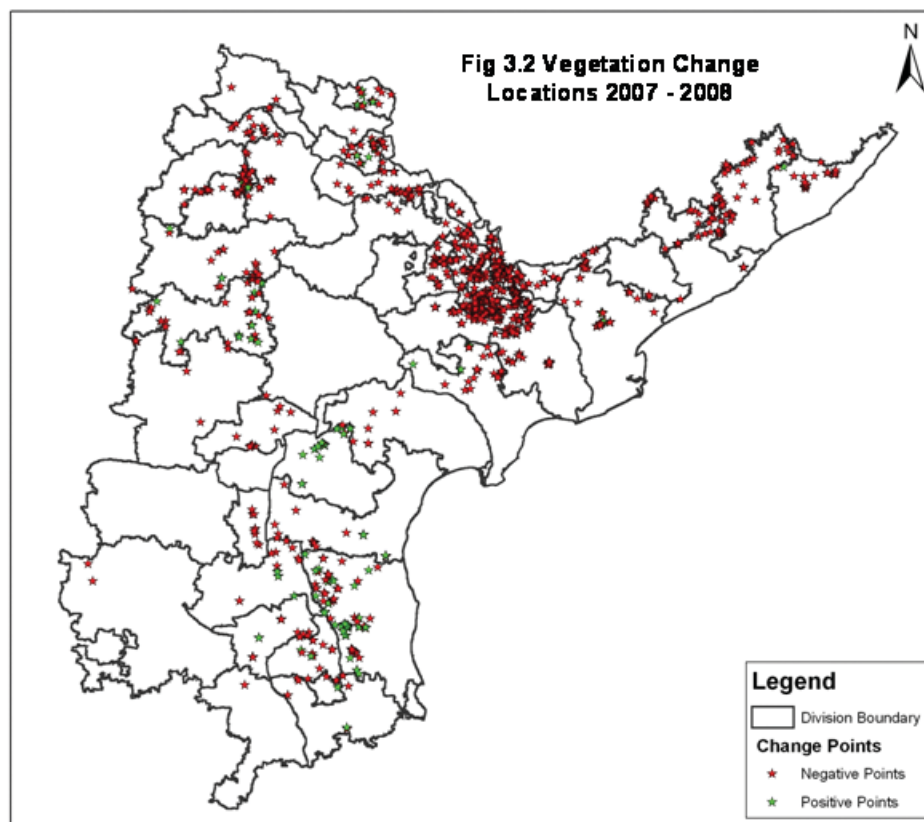 N
Fig 3.2 Vegetation Change
Locations 2007 - 2008
Legend
Division Boundary
Change Points
Negative Points
Positive Points